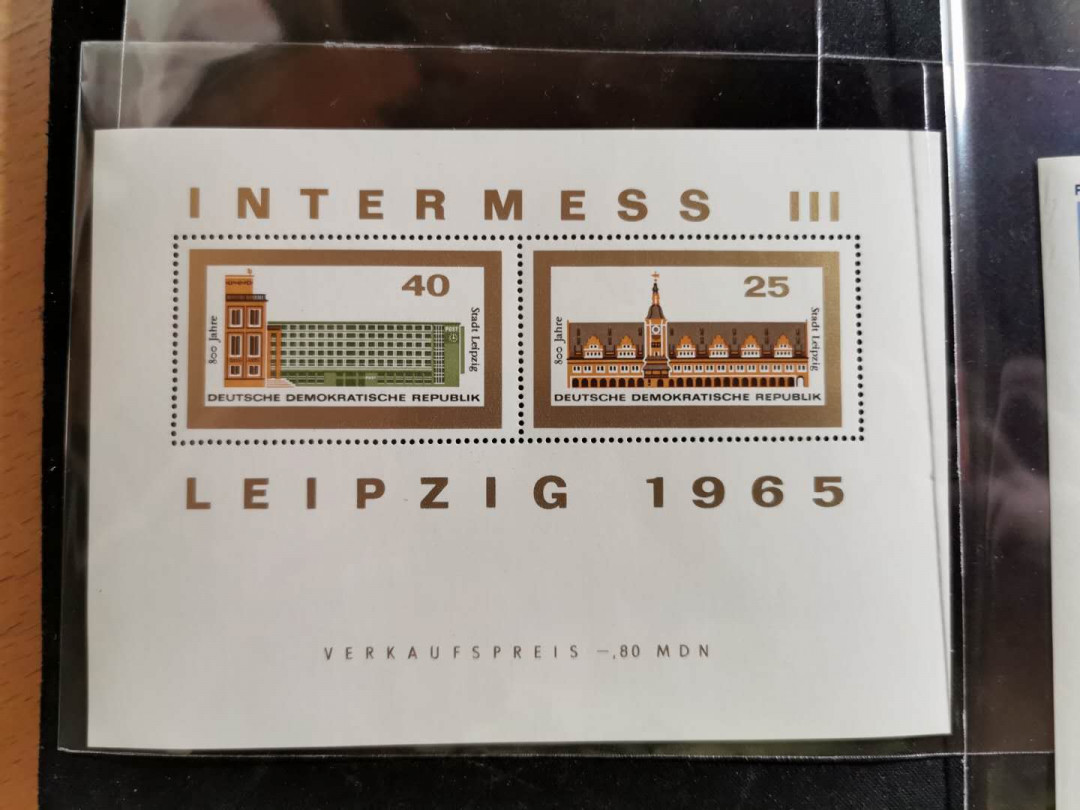 INTERMESS III
40
800 Jahre
Stadt Leipzig
POST
DEUTSCHE DEMOKRATISCHE REPUBLIK
25
800 Jahre
Stadt Leipzig
DEUTSCHE DEMOKRATISCHE REPUBLIK
LEIPZIG 1965
VERKAUFSPREIS –,80 MDN